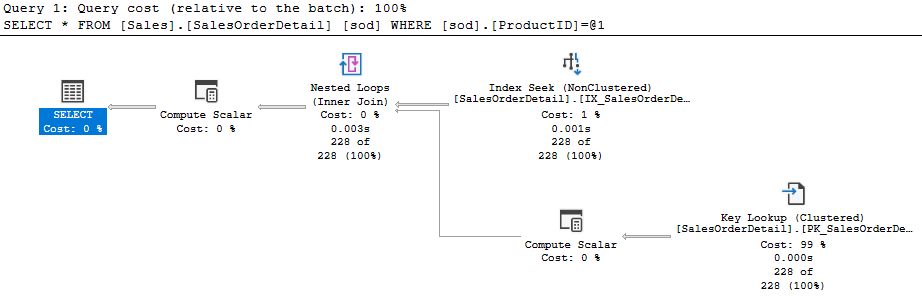 Query 1: Query cost (relative to the batch): 100%
SELECT * FROM [Sales].[SalesOrderDetail] [sod] WHERE [sod].[ProductID]=@1
SELECT
Cost: 0 %
Compute Scalar
Cost: 0 %
Nested Loops
(Inner Join)
Cost: 0 %
0.003s
228 of
228 (100%)
Index Seek (NonClustered)
[SalesOrderDetail].[IX_SalesOrderDe…
Cost: 1 %
0.001s
228 of
228 (100%)
Compute Scalar
Cost: 0 %
Key Lookup (Clustered)
[SalesOrderDetail].[PK_SalesOrderDe…
Cost: 99 %
0.000s
228 of
228 (100%)